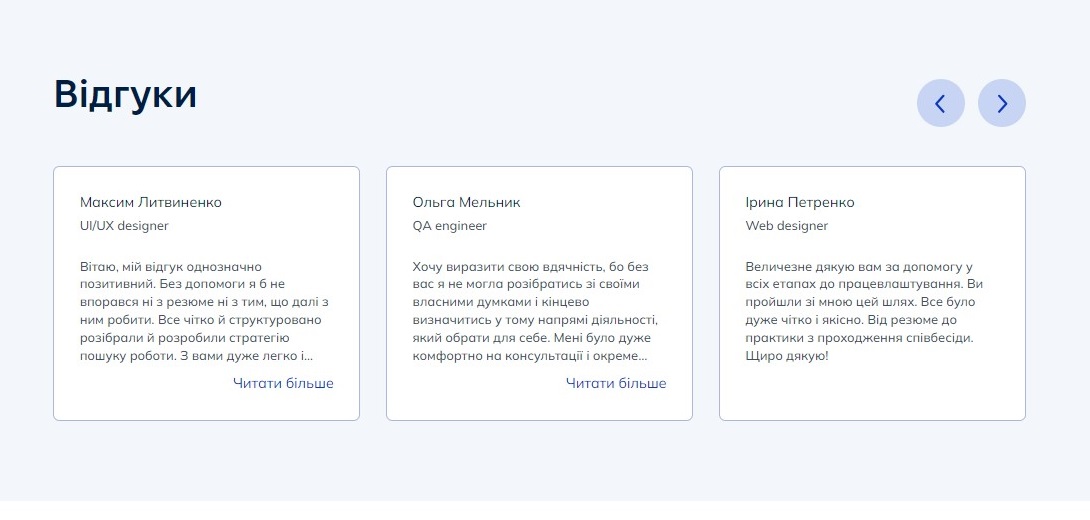 Відгуки
Максим Литвиненко
UI/UX designer
Вітаю, мій відгук однозначно
позитивний. Без допомоги я б не
впорався ні з резюме ні з тим, що далі з
ним робити. Все чітко й структуровано
розібрали й розробили стратегію
пошуку роботи. З вами дуже легко і...
Читати більше
Ольга Мельник
QA engineer
Хочу виразити свою вдячність, бо без
вас я не могла розібратись зі своїми
власними думками і кінцево
визначитись у тому напрямі діяльності,
який обрати для себе. Мені було дуже
комфортно на консультації і окреме...
Читати більше
Ірина Петренко
Web designer
Величезне дякую вам за допомогу у
всіх етапах до працевлаштування. Ви
пройшли зі мною цей шлях. Все було
дуже чітко і якісно. Від резюме до
практики з проходження співбесіди.
Щиро дякую!